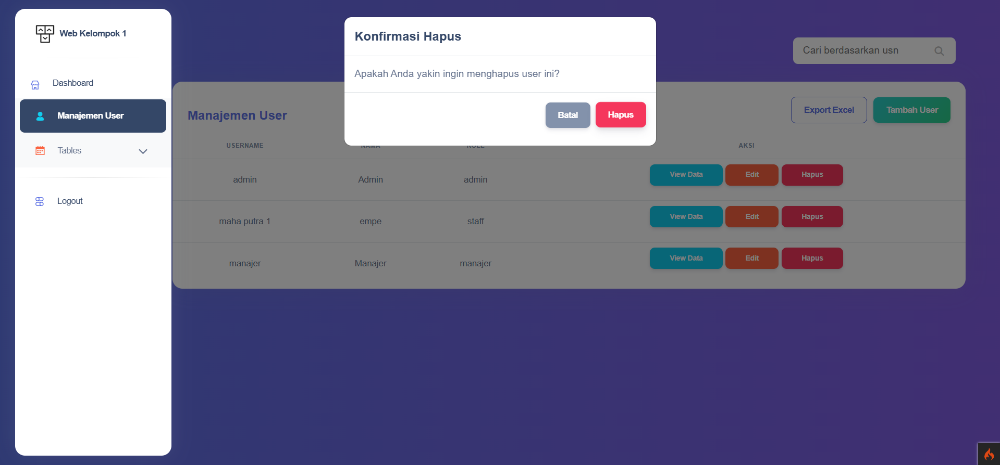 Web Kelompok 1
Dashboard
Manajemen User
Tables
Logout
Konfirmasi Hapus
Apakah Anda yakin ingin menghapus user ini?
Batal
Hapus
Cari berdasarkan usn
Manajemen User
Export Excel
Tambah User
USERNAME NAMA ROLE AKSI
admin Admin admin View Data Edit Hapus
maha putra 1 empe staff View Data Edit Hapus
manajer Manajer manajer View Data Edit Hapus